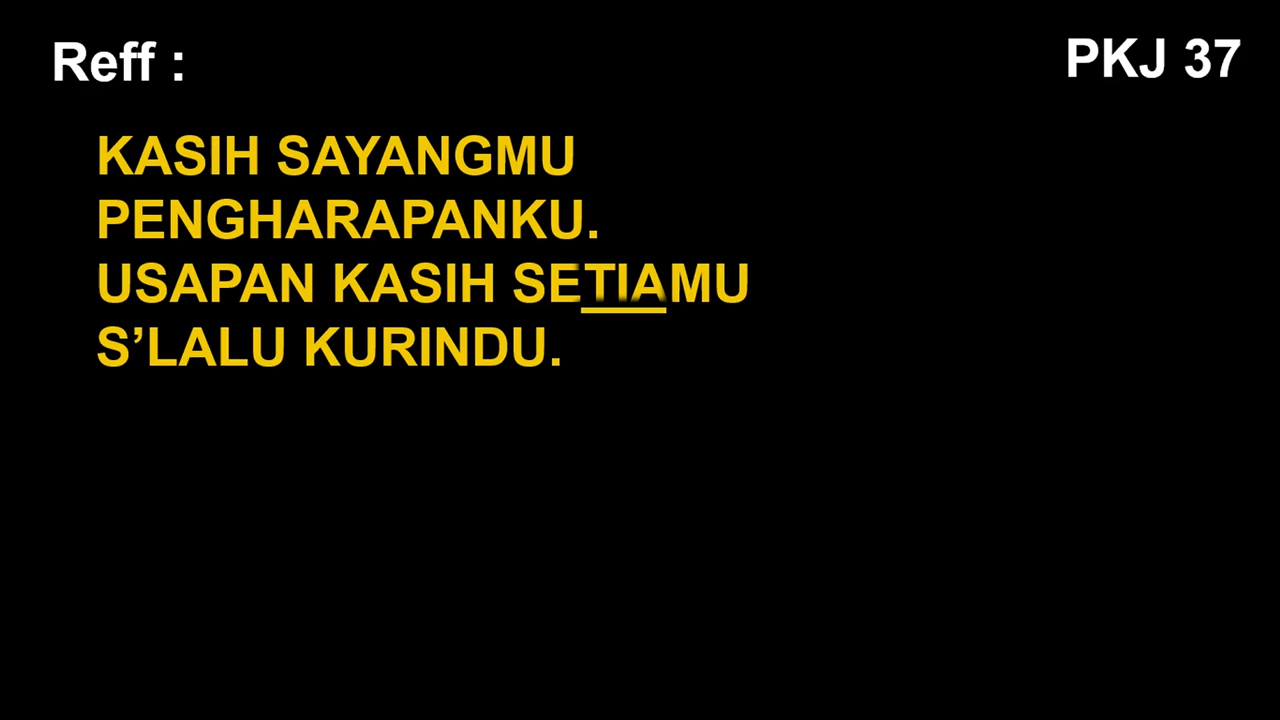 Reff :
PKJ 37
KASIH SAYANGMU
PENGHARAPANKU.
USAPAN KASIH SETIAMU
S’LALU KURINDU.